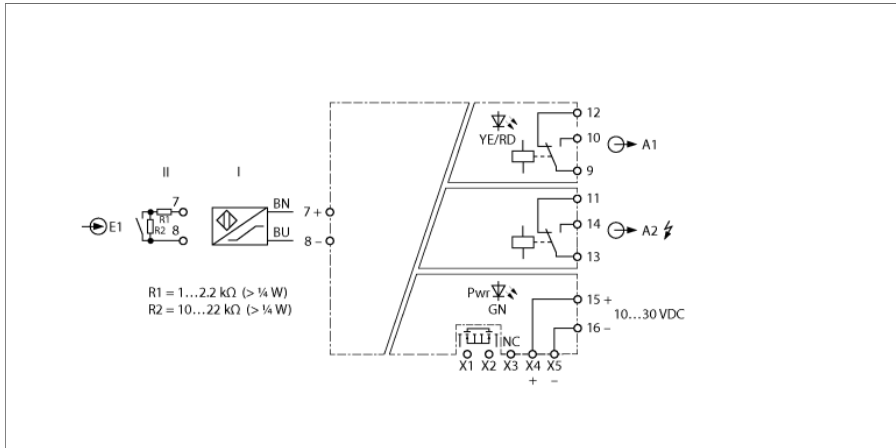 12
YE/RD
10
A1
9
II
I
E1
7
R1
R2
8
BN
7 +
BU
8 –
11
14
A2
13
R1 = 1...2.2 kΩ (> ¼ W)
R2 = 10...22 kΩ (> ¼ W)
Pwr
GN
15 +
10...30 VDC
16 –
NC
X1 X2 X3 X4 X5
+ –